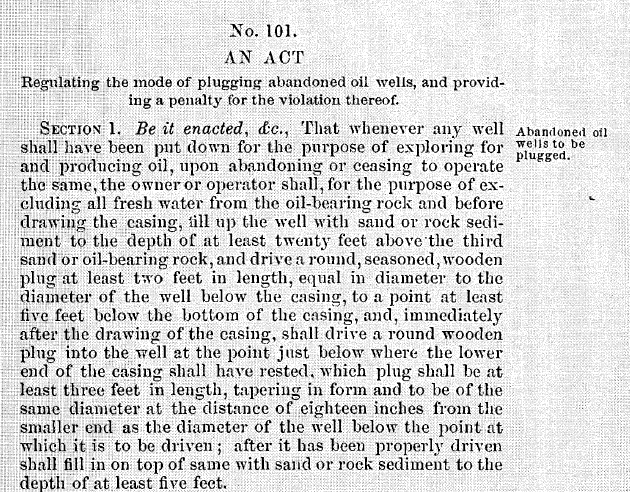 No. 101.
AN ACT
Regulating the mode of plugging abandoned oil wells, and provid-
ing a penalty for the violation thereof.
SECTION 1. Be it enacted, &c., That whenever any well
shall have been put down for the purpose of exploring for
and producing oil, upon abandoning or ceasing to operate
the same, the owner or operator shall, for the purpose of ex-
cluding all fresh water from the oil-bearing rock and before
drawing the casing, fill up the well with sand or rock sedi-
ment to the depth of at least twenty feet above the third
sand or oil-bearing rock, and drive a round, seasoned, wooden
plug at least two feet in length, equal in diameter to the
diameter of the well below the casing, to a point at least
five feet below the bottom of the casing, and, immediately
after the drawing of the casing, shall drive a round wooden
plug into the well at the point just below where the lower
end of the casing shall have rested, which plug shall be at
least three feet in length, tapering in form and to be of the
same diameter at the distance of eighteen inches from the
smaller end as the diameter of the well below the point at
which it is to be driven; after it has been properly driven
shall fill in on top of same with sand or rock sediment to the
depth of at least five feet.
Abandoned oil
wells to be
plugged.